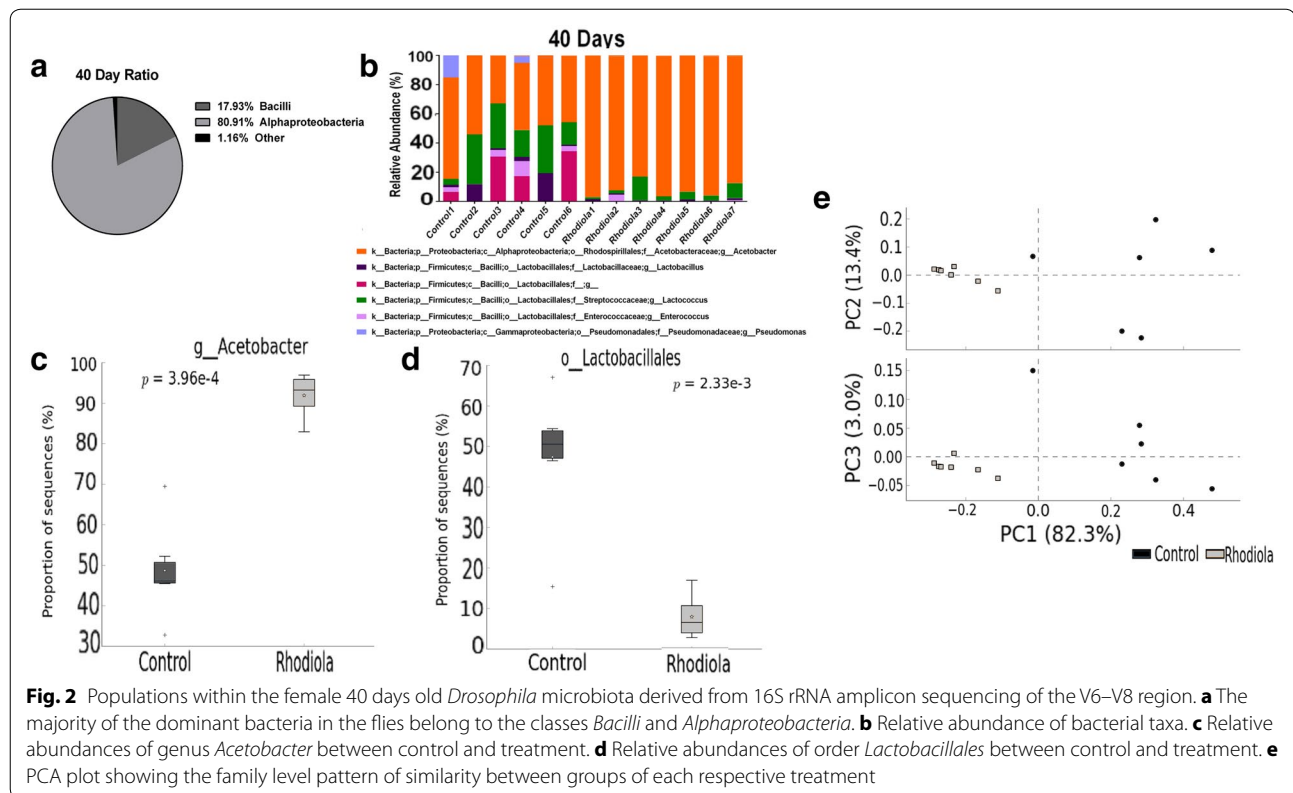 a
40 Day Ratio
17.93% Bacilli
80.91% Alphaproteobacteria
1.16% Other
b
40 Days
Relative Abundance (%)
100
80
60
40
20
0
Control1
Control2
Control3
Control4
Control5
Control6
Rhodiola1
Rhodiola2
Rhodiola3
Rhodiola4
Rhodiola5
Rhodiola6
Rhodiola7
k__Bacteria;p__Proteobacteria;c__Alphaproteobacteria;o__Rhodospirillales;f__Acetobacteraceae;g__Acetobacter
k__Bacteria;p__Firmicutes;c__Bacilli;o__Lactobacillales;f__Lactobacillaceae;g__Lactobacillus
k__Bacteria;p__Firmicutes;c__Bacilli;o__Lactobacillales;f__;g__
k__Bacteria;p__Firmicutes;c__Bacilli;o__Lactobacillales;f__Streptococcaceae;g__Lactococcus
k__Bacteria;p__Firmicutes;c__Bacilli;o__Lactobacillales;f__Enterococcaceae;g__Enterococcus
k__Bacteria;p__Proteobacteria;c__Gammaproteobacteria;o__Pseudomonadales;f__Pseudomonadaceae;g__Pseudomonas
c
g__Acetobacter
p = 3.96e-4
Proportion of sequences (%)
100
90
80
70
60
50
40
30
Control
Rhodiola
d
o__Lactobacillales
p = 2.33e-3
Proportion of sequences (%)
70
60
50
40
30
20
10
0
Control
Rhodiola
e
PC2 (13.4%)
0.2
0.1
0.0
−0.1
−0.2
PC3 (3.0%)
0.15
0.10
0.05
0.00
−0.05
−0.2
0.0
0.2
0.4
PC1 (82.3%)
Control
Rhodiola
Fig. 2 Populations within the female 40 days old Drosophila microbiota derived from 16S rRNA amplicon sequencing of the V6–V8 region. a The
majority of the dominant bacteria in the flies belong to the classes Bacilli and Alphaproteobacteria. b Relative abundance of bacterial taxa. c Relative
abundances of genus Acetobacter between control and treatment. d Relative abundances of order Lactobacillales between control and treatment. e
PCA plot showing the family level pattern of similarity between groups of each respective treatment